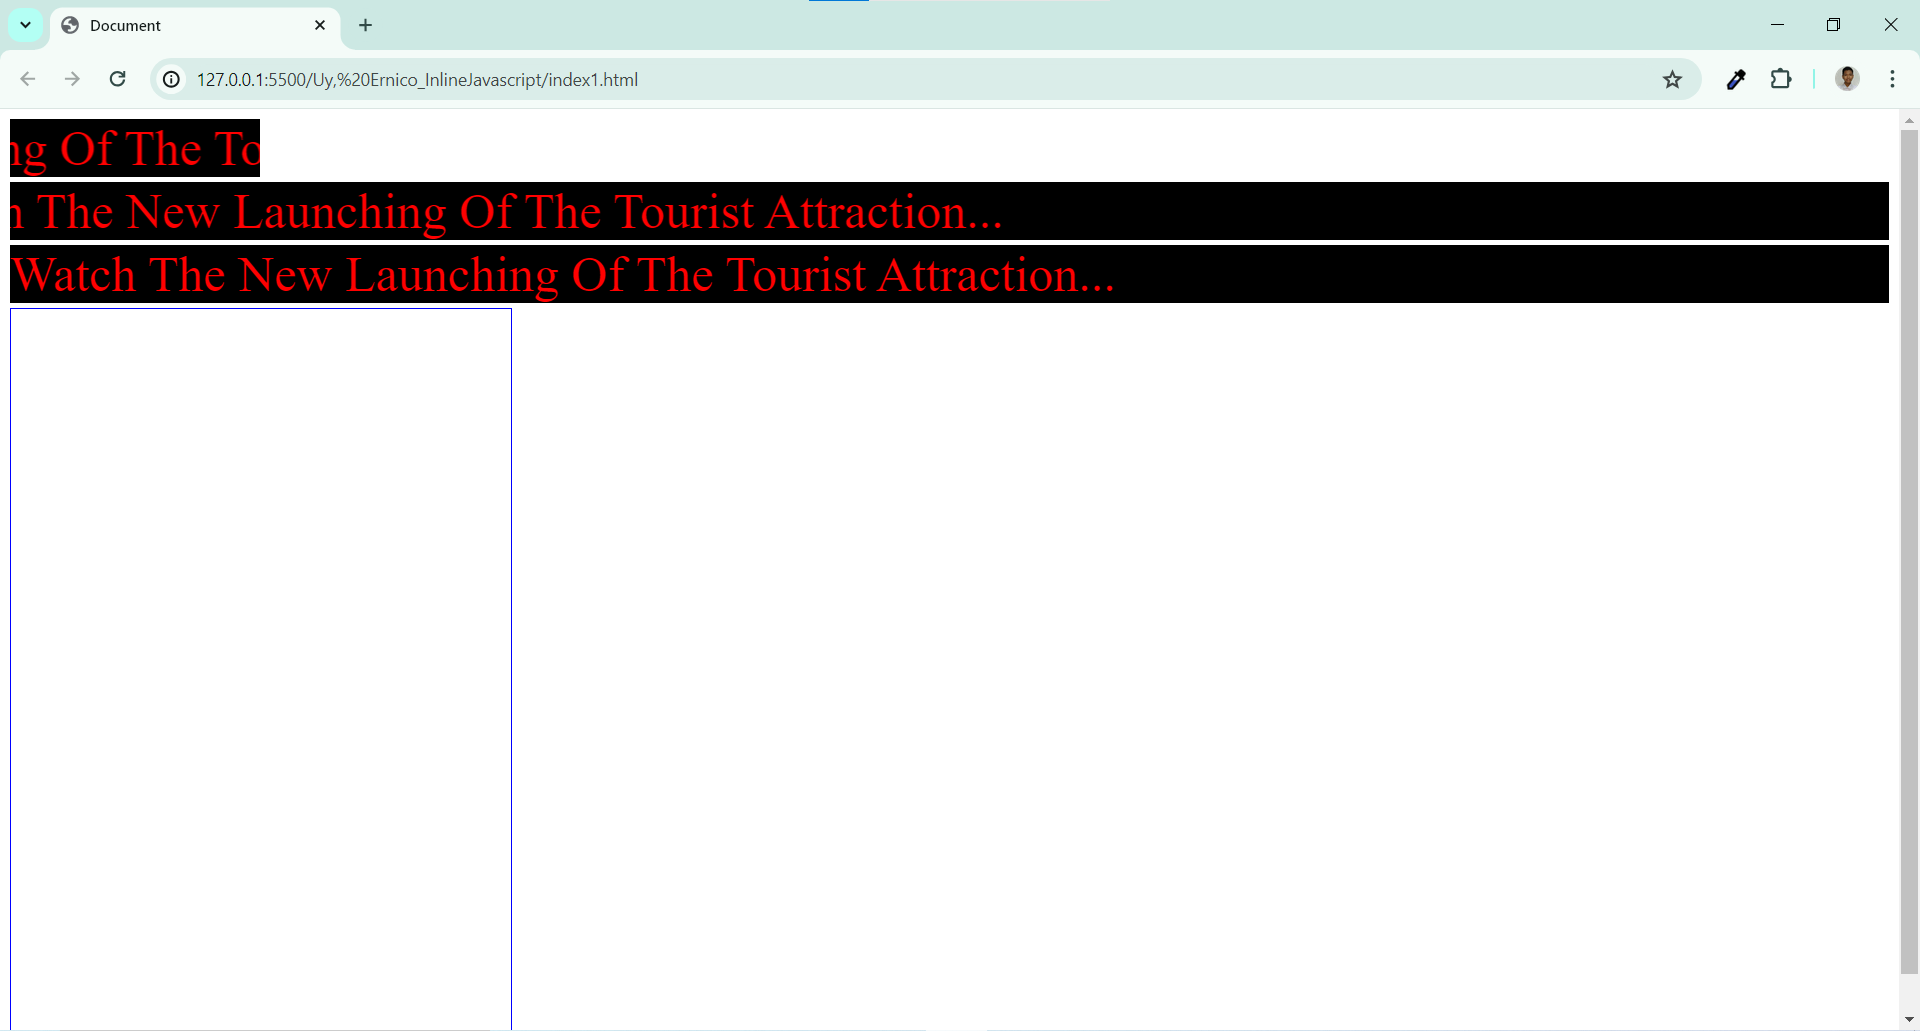 Document
127.0.0.1:5500/Uy,%20Ernico_InlineJavascript/index1.html
ng Of The To
The New Launching Of The Tourist Attraction...
Watch The New Launching Of The Tourist Attraction...